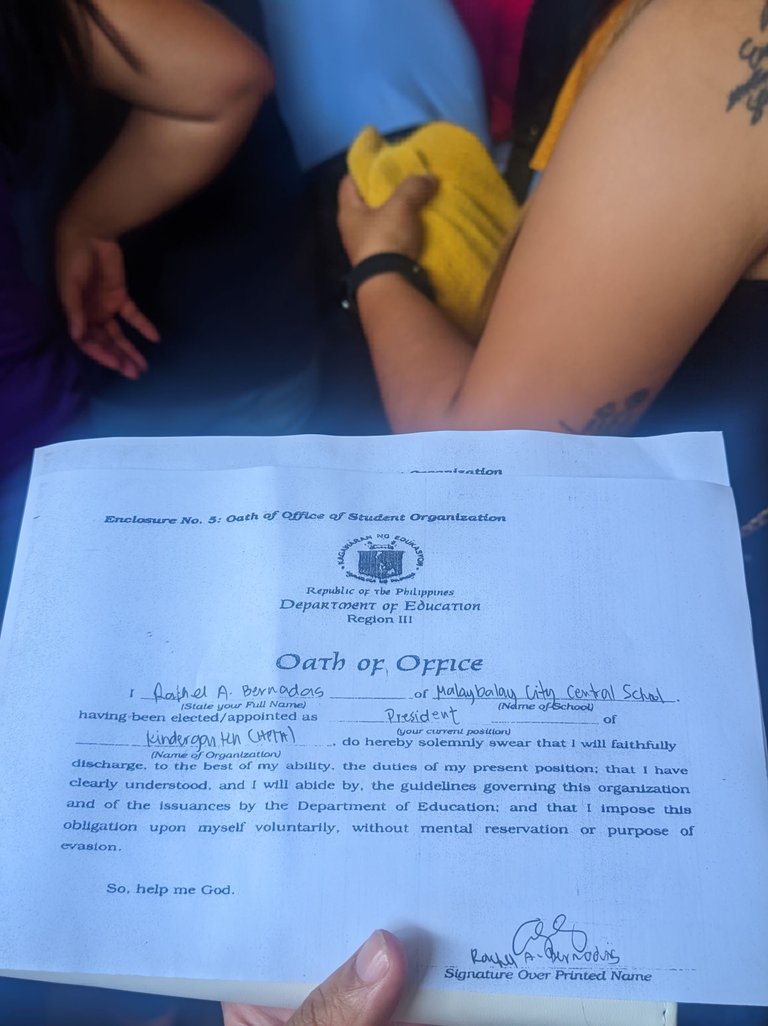 Organization
Enclosure No. 5: Oath of Office of Student Organization
KAGAWARAN NG EDUKASYON
Republic of the Philippines
Department of Education
Region III
Oath of Office
I Rachel A. Bernadas of Malaybalay City Central School.
(State your Full Name) (Name of School)
having been elected/appointed as President of
(your current position)
Kindergarten (HPTA), do hereby solemnly swear that I will faithfully
(Name of Organization)
discharge, to the best of my ability, the duties of my present position; that I have
clearly understood, and I will abide by, the guidelines governing this organization
and of the issuances by the Department of Education; and that I impose this
obligation upon myself voluntarily, without mental reservation or purpose of
evasion.
So, help me God.
Rachel A. Bernadas
Signature Over Printed Name